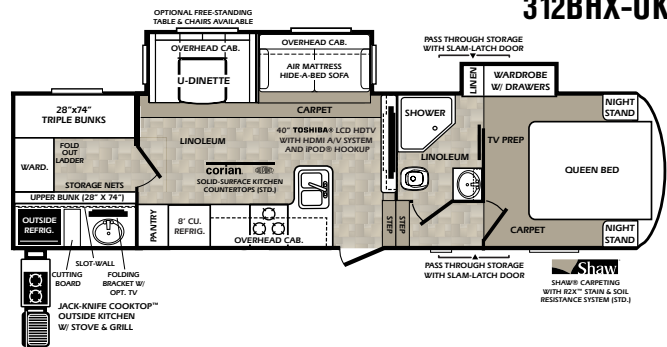 312BHX-OK
OPTIONAL FREE-STANDING
TABLE & CHAIRS AVAILABLE
OVERHEAD CAB.
U-DINETTE
OVERHEAD CAB.
AIR MATTRESS
HIDE-A-BED SOFA
PASS THROUGH STORAGE
WITH SLAM-LATCH DOOR
LINEN
WARDROBE
W/ DRAWERS
28"x74"
TRIPLE BUNKS
FOLD
OUT
LADDER
WARD.
STORAGE NETS
UPPER BUNK (28" X 74")
CARPET
LINOLEUM
40" TOSHIBA® LCD HDTV
WITH HDMI A/V SYSTEM
AND iPOD® HOOKUP
corian.
SOLID-SURFACE KITCHEN
COUNTERTOPS (STD.)
SHOWER
LINOLEUM
TV PREP
NIGHT
STAND
QUEEN BED
NIGHT
STAND
CARPET
OUTSIDE
REFRIG.
PANTRY
8' CU.
REFRIG.
OVERHEAD CAB.
STEP
STEP
SLOT-WALL
CUTTING
BOARD
FOLDING
BRACKET W/
OPT. TV
JACK-KNIFE COOKTOP™
OUTSIDE KITCHEN
W/ STOVE & GRILL
PASS THROUGH STORAGE
WITH SLAM-LATCH DOOR
Shaw
SHAW® CARPETING
WITH R2X™ STAIN & SOIL
RESISTANCE SYSTEM (STD.)